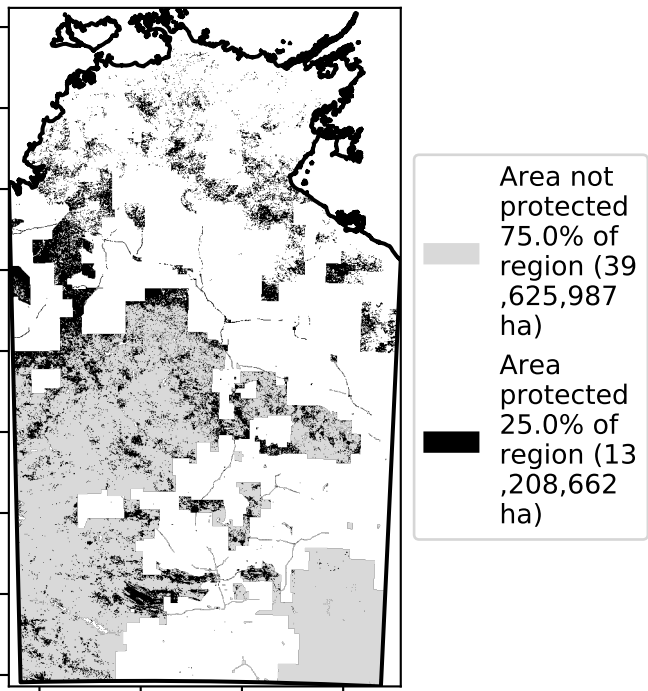 Area not
protected
75.0% of
region (39
,625,987
ha)
Area
protected
25.0% of
region (13
,208,662
ha)